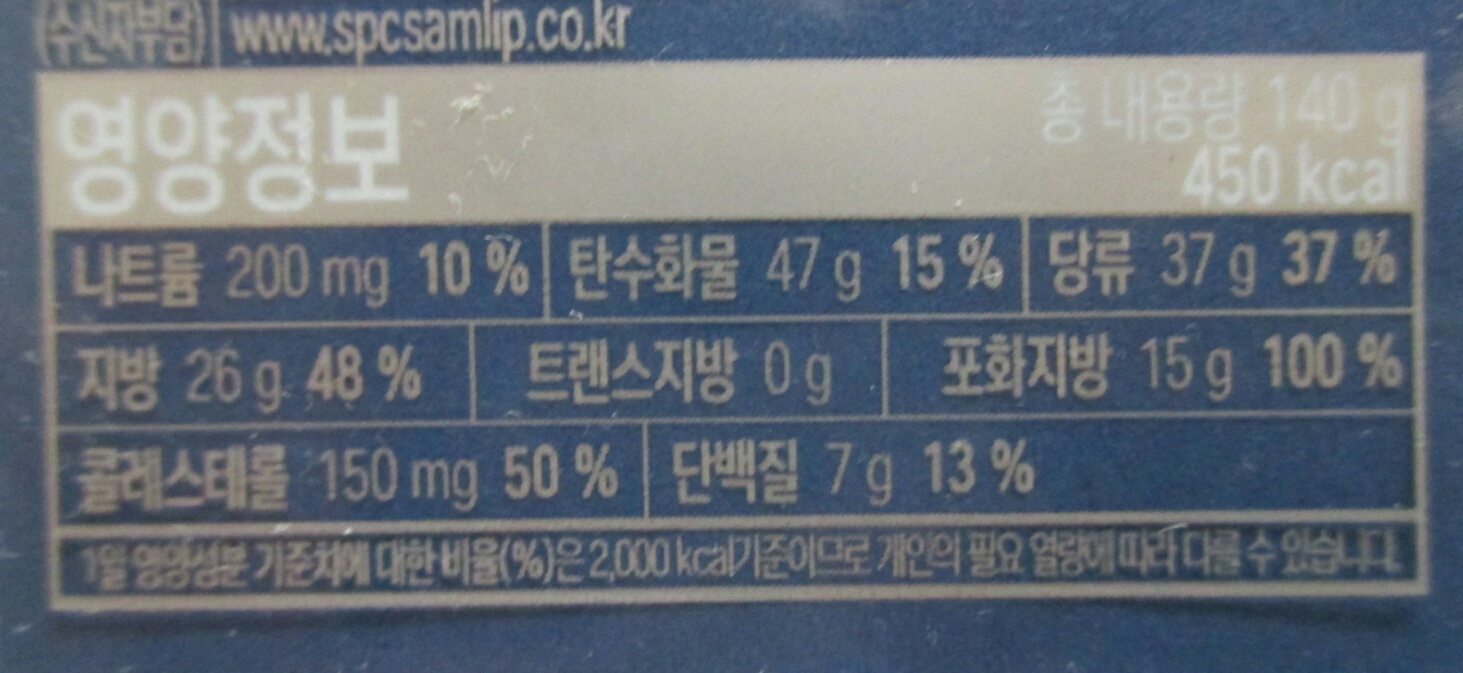 (수신자부담) www.spcsamlip.co.kr
영양정보
총 내용량 140 g
450 kcal
나트륨 200 mg 10 % 탄수화물 47 g 15 % 당류 37 g 37 %
지방 26 g 48 % 트랜스지방 0 g 포화지방 15 g 100 %
콜레스테롤 150 mg 50 % 단백질 7 g 13 %
1일 영양성분 기준치에 대한 비율(%)은 2,000 kcal기준이므로 개인의 필요 열량에 따라 다를 수 있습니다.